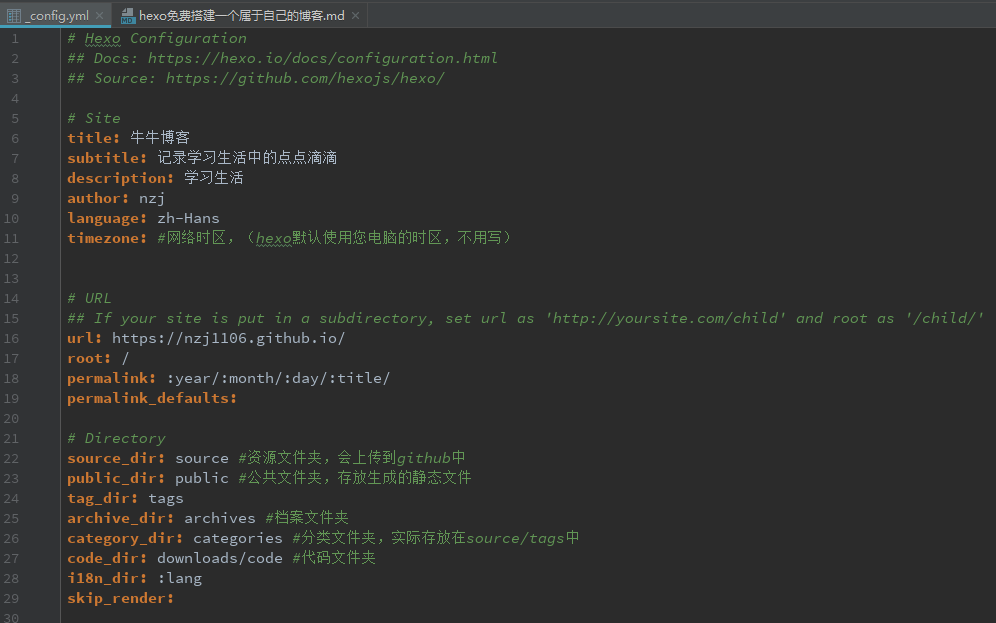 _config.yml × MD hexo免费搭建一个属于自己的博客.md ×
1 # Hexo Configuration
2 ## Docs: https://hexo.io/docs/configuration.html
3 ## Source: https://github.com/hexojs/hexo/
4
5 # Site
6 title: 牛牛博客
7 subtitle: 记录学习生活中的点点滴滴
8 description: 学习生活
9 author: nzj
10 language: zh-Hans
11 timezone: #网络时区，（hexo默认使用您电脑的时区，不用写）
12
13
14 # URL
15 ## If your site is put in a subdirectory, set url as 'http://yoursite.com/child' and root as '/child/'
16 url: https://nzj1106.github.io/
17 root: /
18 permalink: :year/:month/:day/:title/
19 permalink_defaults:
20
21 # Directory
22 source_dir: source #资源文件夹，会上传到github中
23 public_dir: public #公共文件夹，存放生成的静态文件
24 tag_dir: tags
25 archive_dir: archives #档案文件夹
26 category_dir: categories #分类文件夹，实际存放在source/tags中
27 code_dir: downloads/code #代码文件夹
28 i18n_dir: :lang
29 skip_render:
30